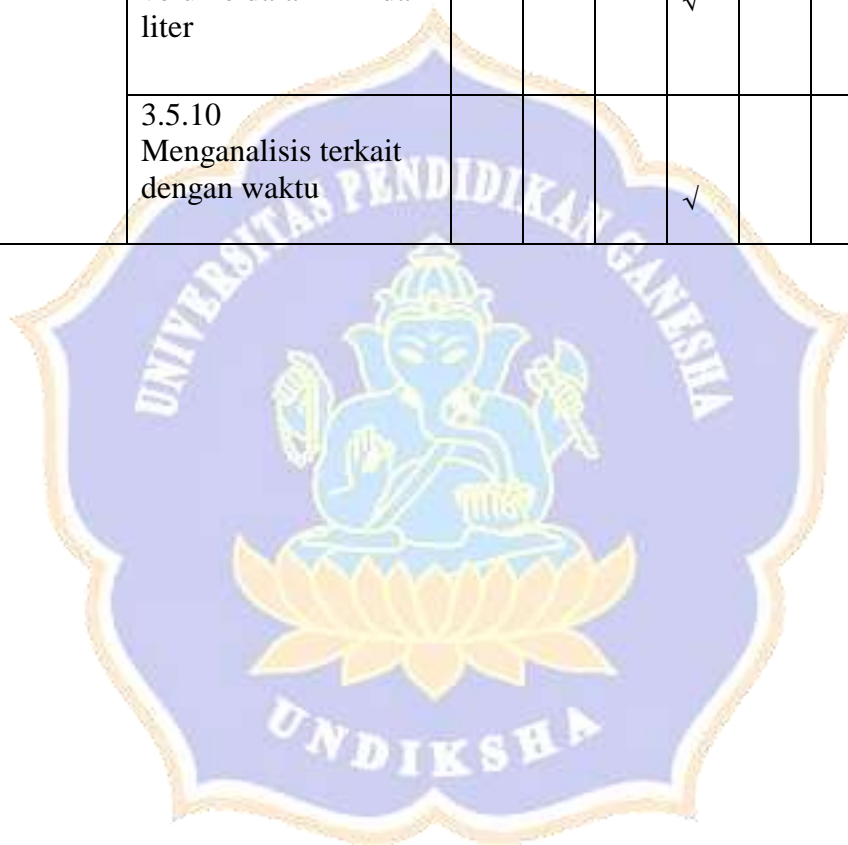 liter
√
3.5.10
Menganalisis terkait
dengan waktu
√
UNIVERSITAS PENDIDIKAN GANESHA
UNDIKSHA